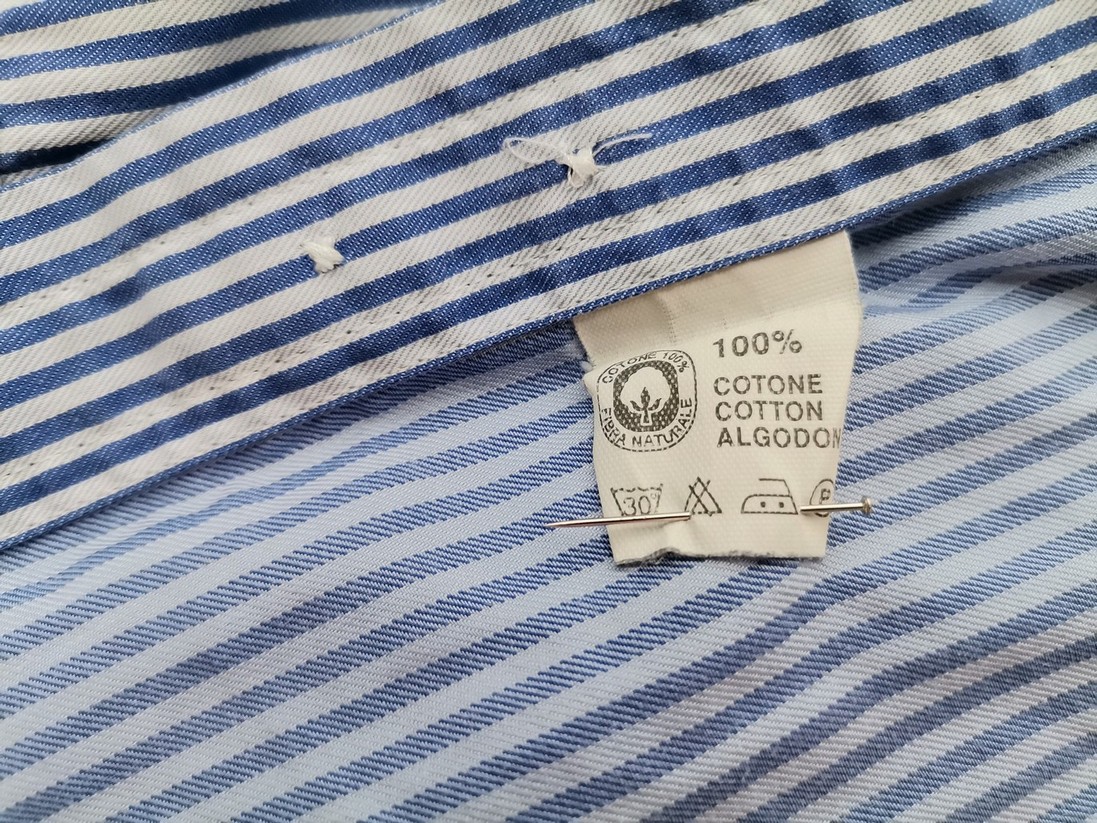 COTONE 100%
FIBRA NATURALE
100%
COTONE
COTTON
ALGODON
30°
P